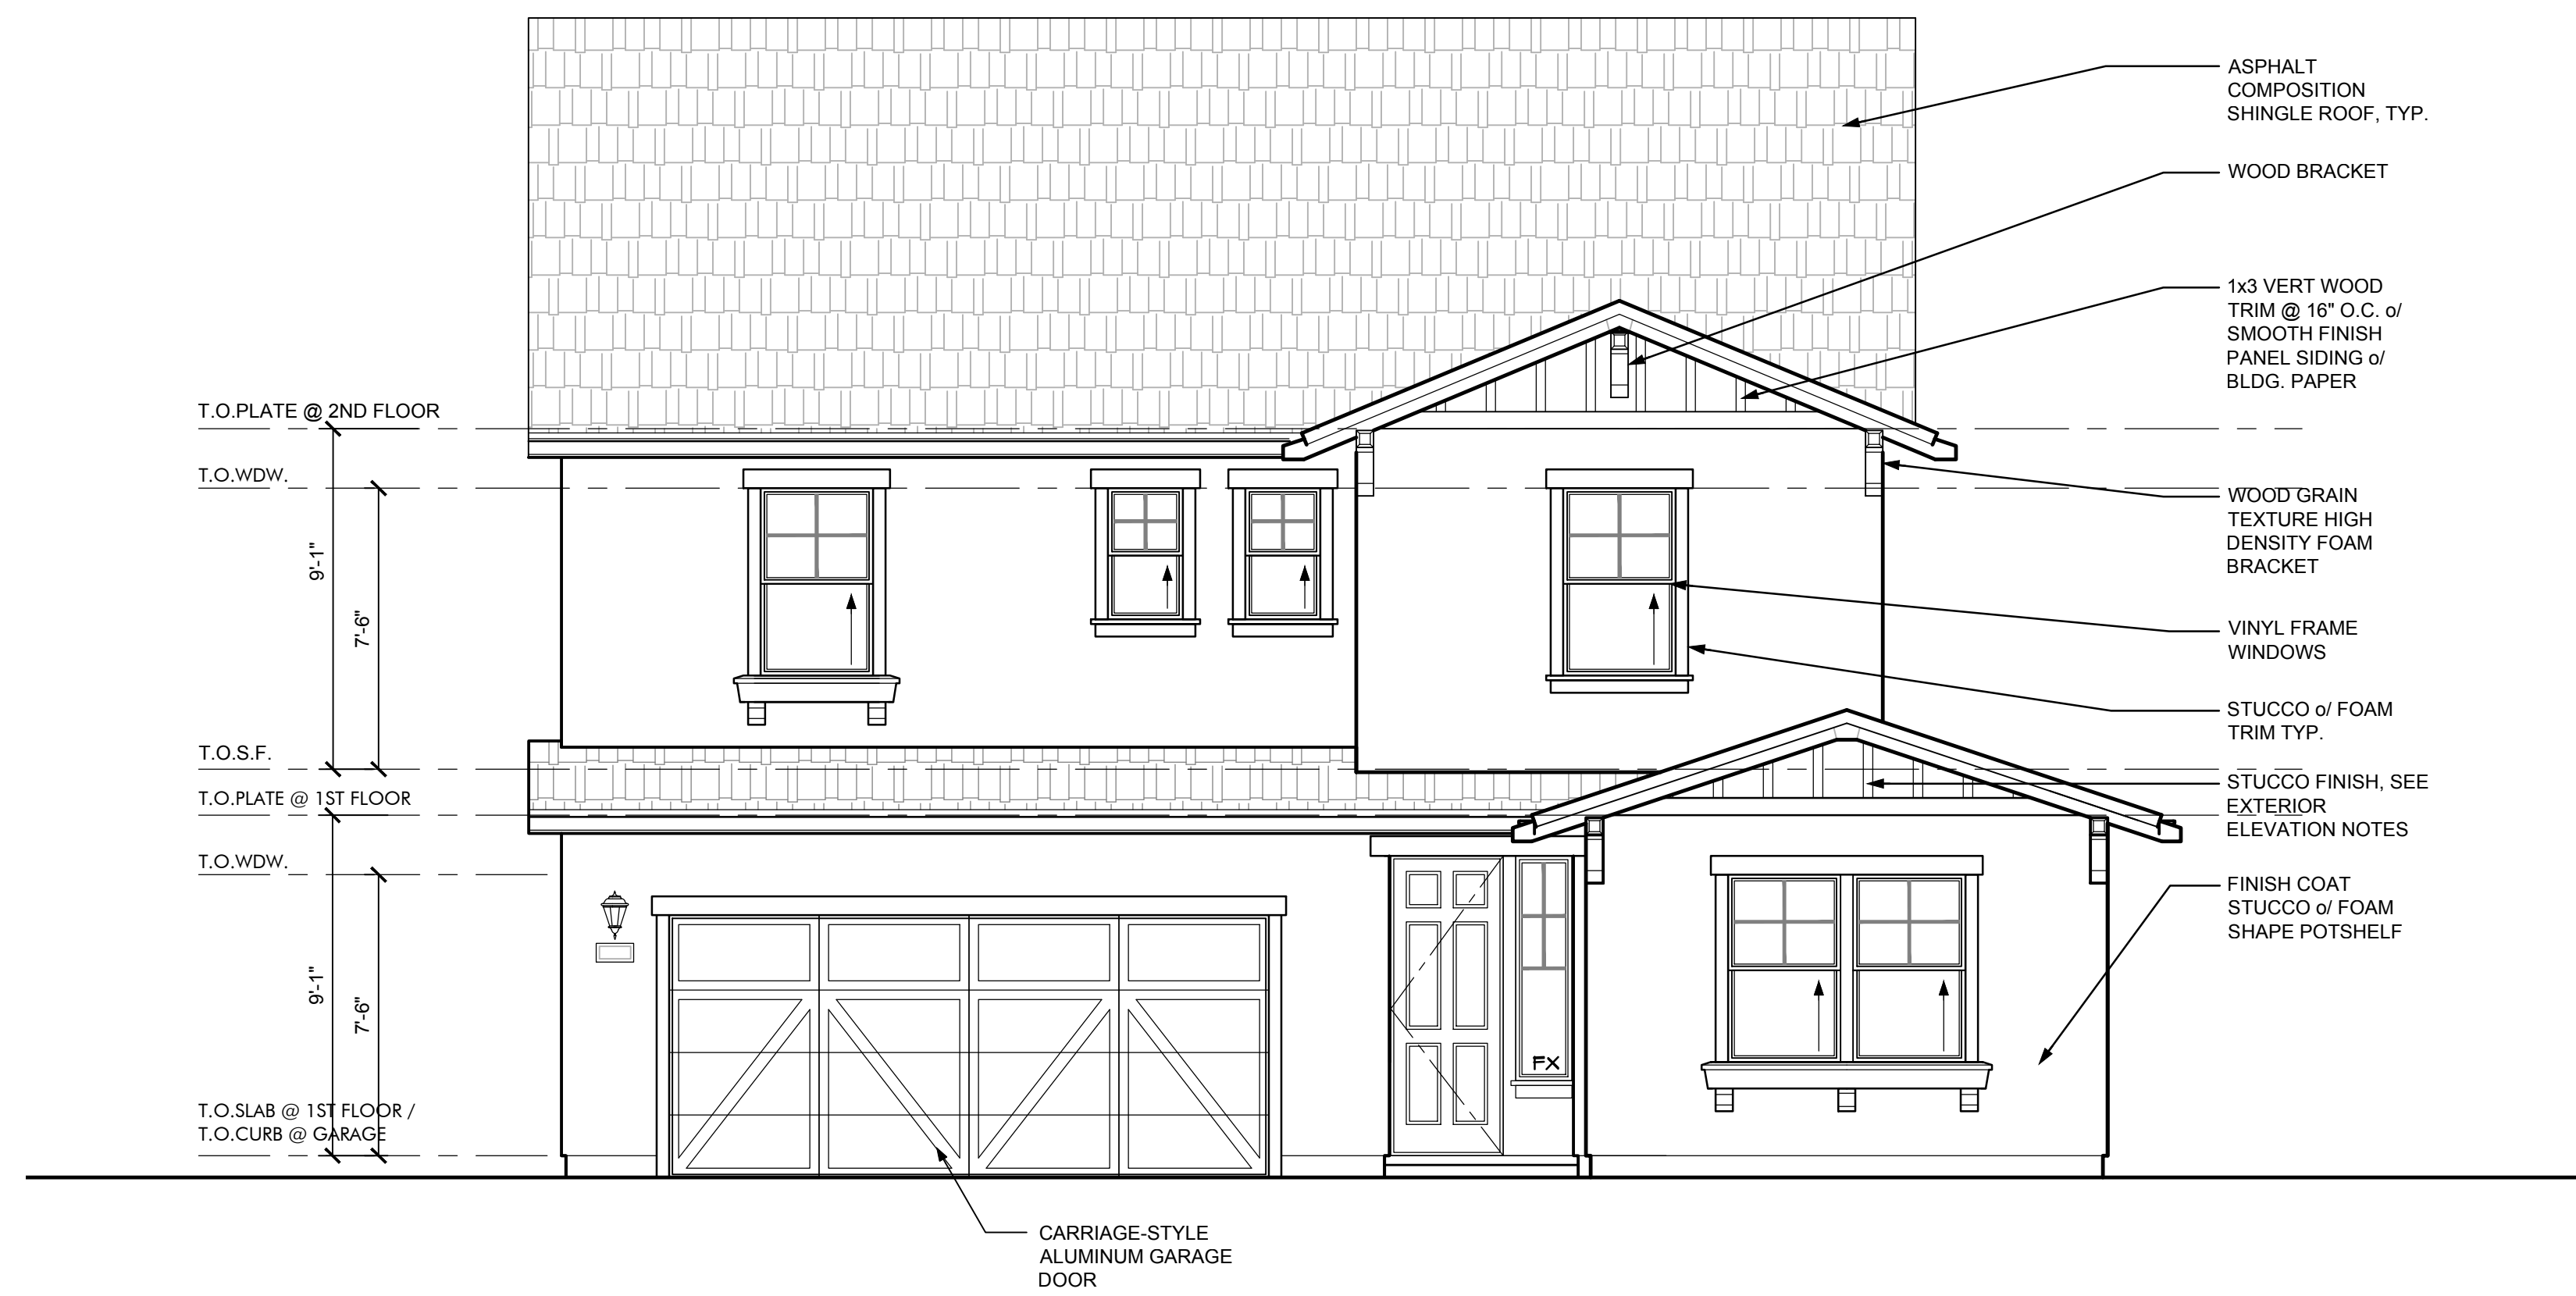 ASPHALT
COMPOSITION
SHINGLE ROOF, TYP.
WOOD BRACKET
1x3 VERT WOOD
TRIM @ 16" O.C. o/
SMOOTH FINISH
PANEL SIDING o/
BLDG. PAPER
T.O.PLATE @ 2ND FLOOR
T.O.WDW.
9'-1"
7'-6"
WOOD GRAIN
TEXTURE HIGH
DENSITY FOAM
BRACKET
VINYL FRAME
WINDOWS
STUCCO o/ FOAM
TRIM TYP.
T.O.S.F.
T.O.PLATE @ 1ST FLOOR
STUCCO FINISH, SEE
EXTERIOR
ELEVATION NOTES
T.O.WDW.
FINISH COAT
STUCCO o/ FOAM
SHAPE POTSHELF
9'-1"
7'-6"
FX
T.O.SLAB @ 1ST FLOOR /
T.O.CURB @ GARAGE
CARRIAGE-STYLE
ALUMINUM GARAGE
DOOR